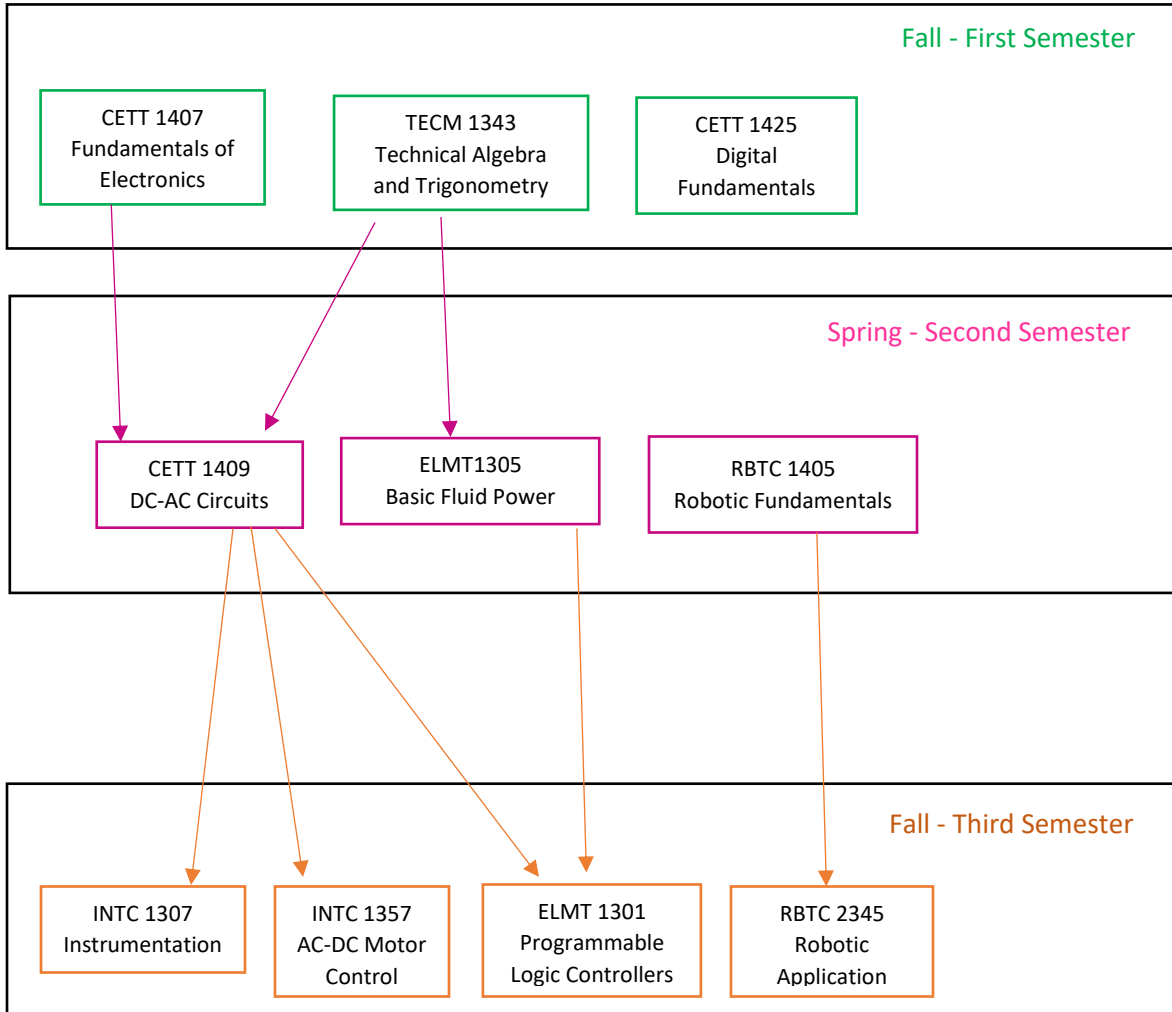 Fall - First Semester
CETT 1407
Fundamentals of
Electronics
TECM 1343
Technical Algebra
and Trigonometry
CETT 1425
Digital
Fundamentals
Spring - Second Semester
CETT 1409
DC-AC Circuits
ELMT1305
Basic Fluid Power
RBTC 1405
Robotic Fundamentals
Fall - Third Semester
INTC 1307
Instrumentation
INTC 1357
AC-DC Motor
Control
ELMT 1301
Programmable
Logic Controllers
RBTC 2345
Robotic
Application